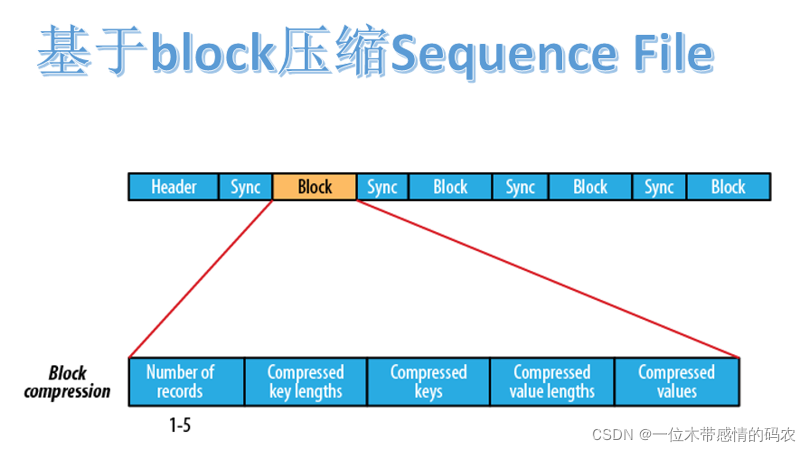 基于block压缩Sequence File
Header Sync Block Sync Block Sync Block Sync Block
Block compression
Number of records
Compressed key lengths
Compressed keys
Compressed value lengths
Compressed values
1-5
CSDN @一位木带感情的码农